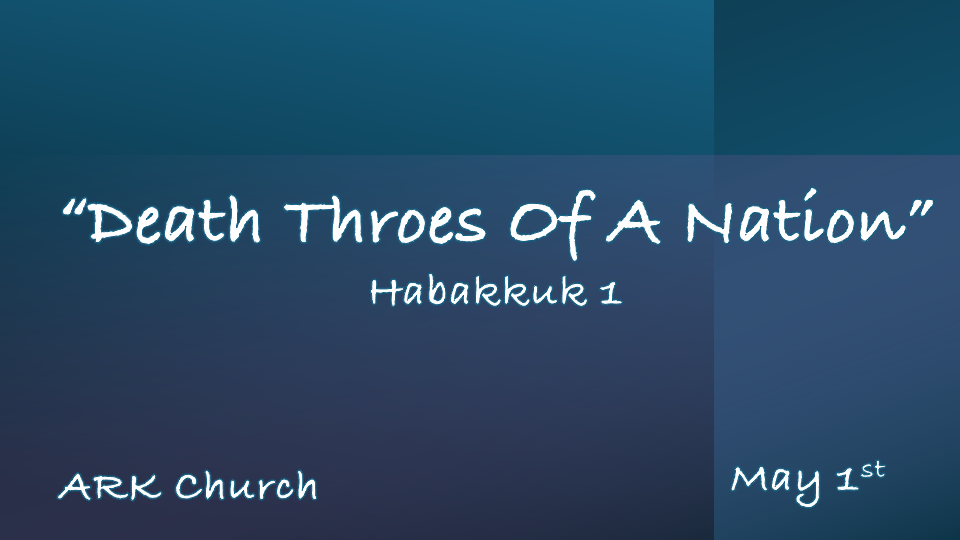 “Death Throes Of A Nation”
Habakkuk 1
ARK Church
May 1st